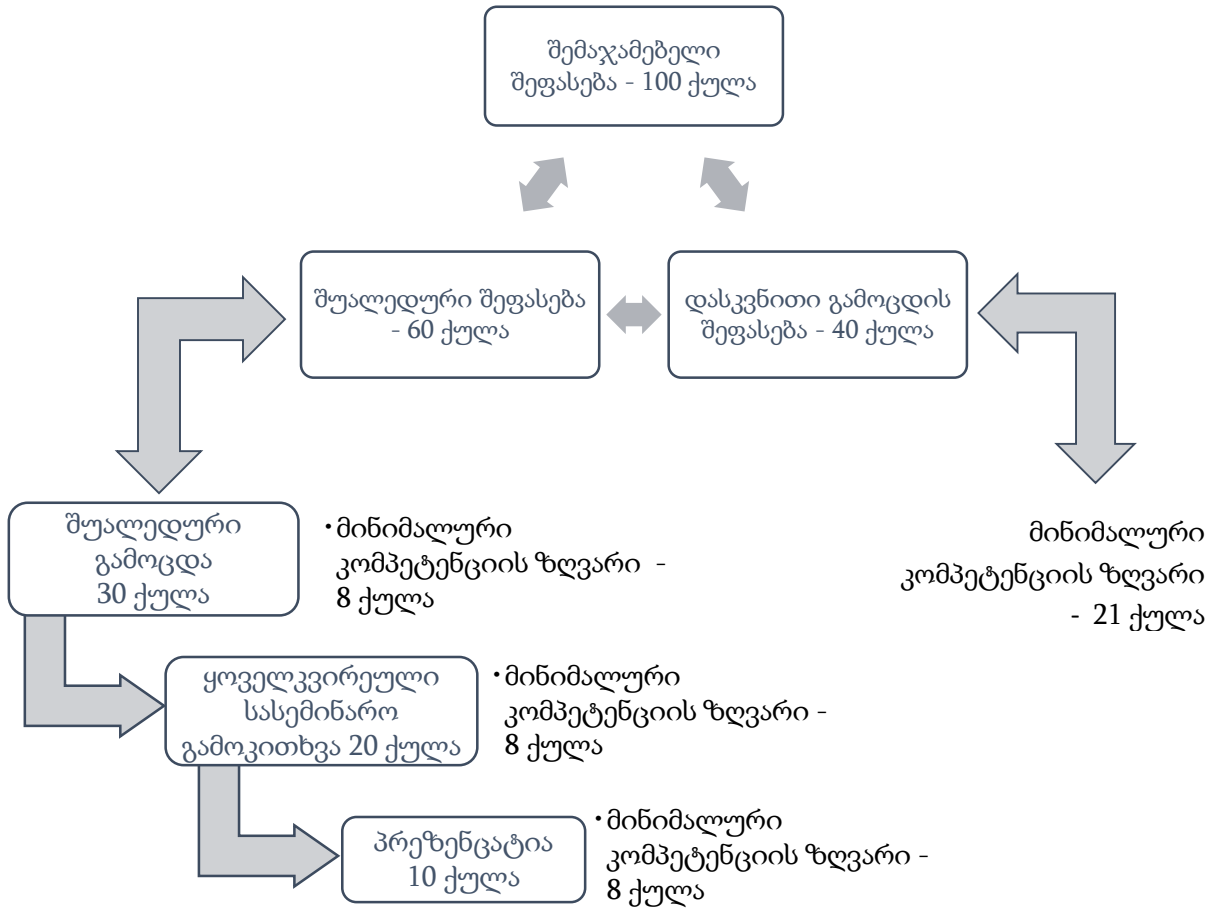 შემაჯამებელი
შეფასება - 100 ქულა
შუალედური შეფასება
- 60 ქულა
დასკვნითი გამოცდის
შეფასება - 40 ქულა
შუალედური
გამოცდა
30 ქულა
·მინიმალური
კომპეტენციის ზღვარი -
8 ქულა
მინიმალური
კომპეტენციის ზღვარი
- 21 ქულა
ყოველკვირეული
სასემინარო
გამოკითხვა 20 ქულა
·მინიმალური
კომპეტენციის ზღვარი -
8 ქულა
პრეზენცატია
10 ქულა
·მინიმალური
კომპეტენციის ზღვარი -
8 ქულა